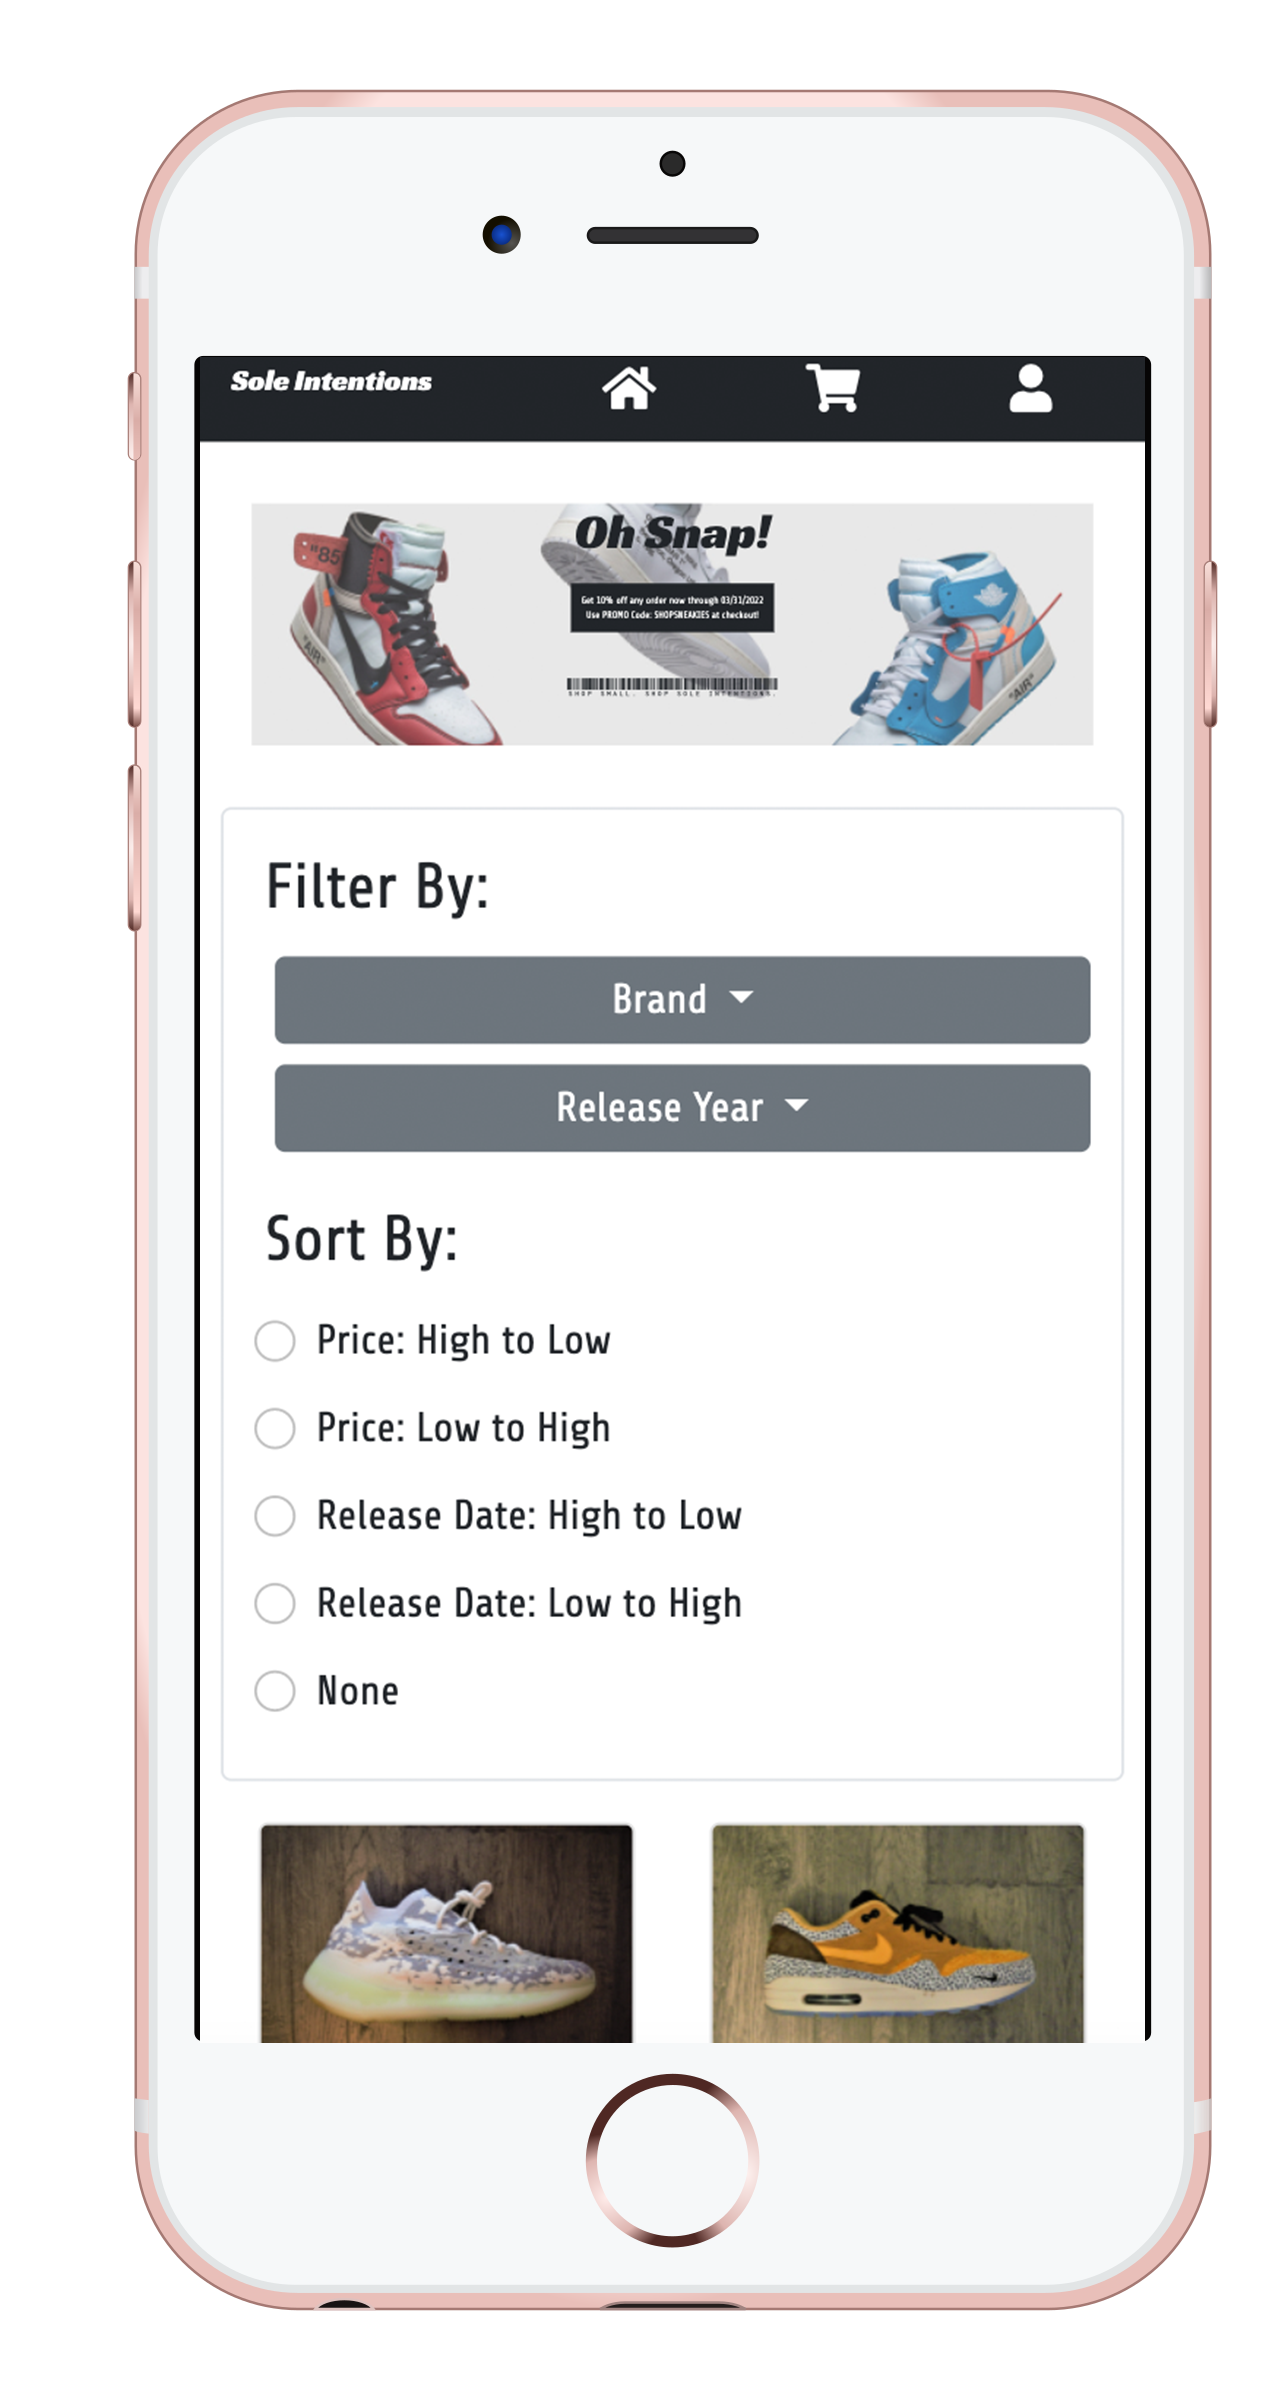 Sole Intentions
Oh Snap!
Get 10% off any order now through 03/31/2022
Use PROMO Code: SHOPSNEAKIES at checkout!
SHOP SMALL. SHOP SOLE INTENTIONS.
"85"
"AIR"
"AIR"
Filter By:
Brand
Release Year
Sort By:
Price: High to Low
Price: Low to High
Release Date: High to Low
Release Date: Low to High
None